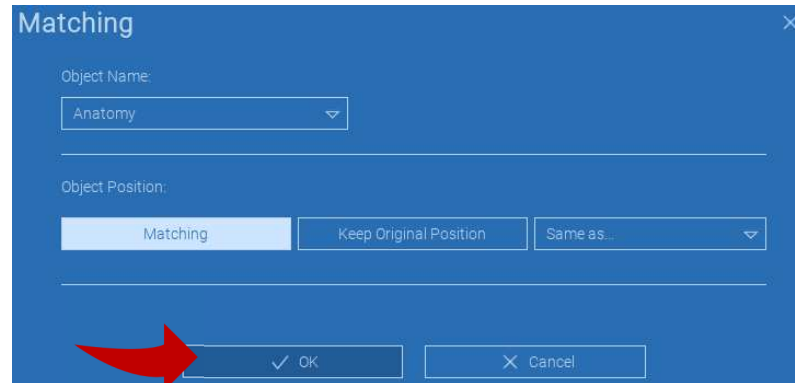 Matching
Object Name:
Anatomy
Object Position:
Matching Keep Original Position Same as...
OK Cancel